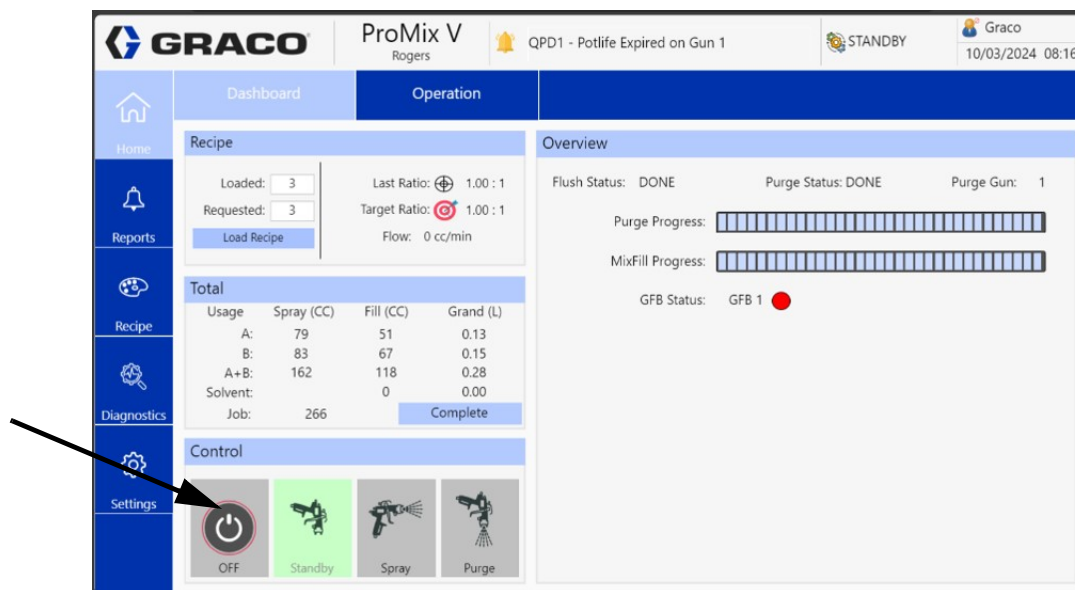 GRACO
ProMix V
Rogers
QPD1 - Potlife Expired on Gun 1
STANDBY
Graco
10/03/2024 08:16
Home
Reports
Recipe
Diagnostics
Settings
Dashboard
Operation
Recipe
Loaded: 3
Requested: 3
Load Recipe
Last Ratio: 1.00 : 1
Target Ratio: 1.00 : 1
Flow: 0 cc/min
Total
Usage Spray (CC) Fill (CC) Grand (L)
A: 79 51 0.13
B: 83 67 0.15
A+B: 162 118 0.28
Solvent: 0 0.00
Job: 266 Complete
Control
OFF
Standby
Spray
Purge
Overview
Flush Status: DONE Purge Status: DONE Purge Gun: 1
Purge Progress:
MixFill Progress:
GFB Status: GFB 1